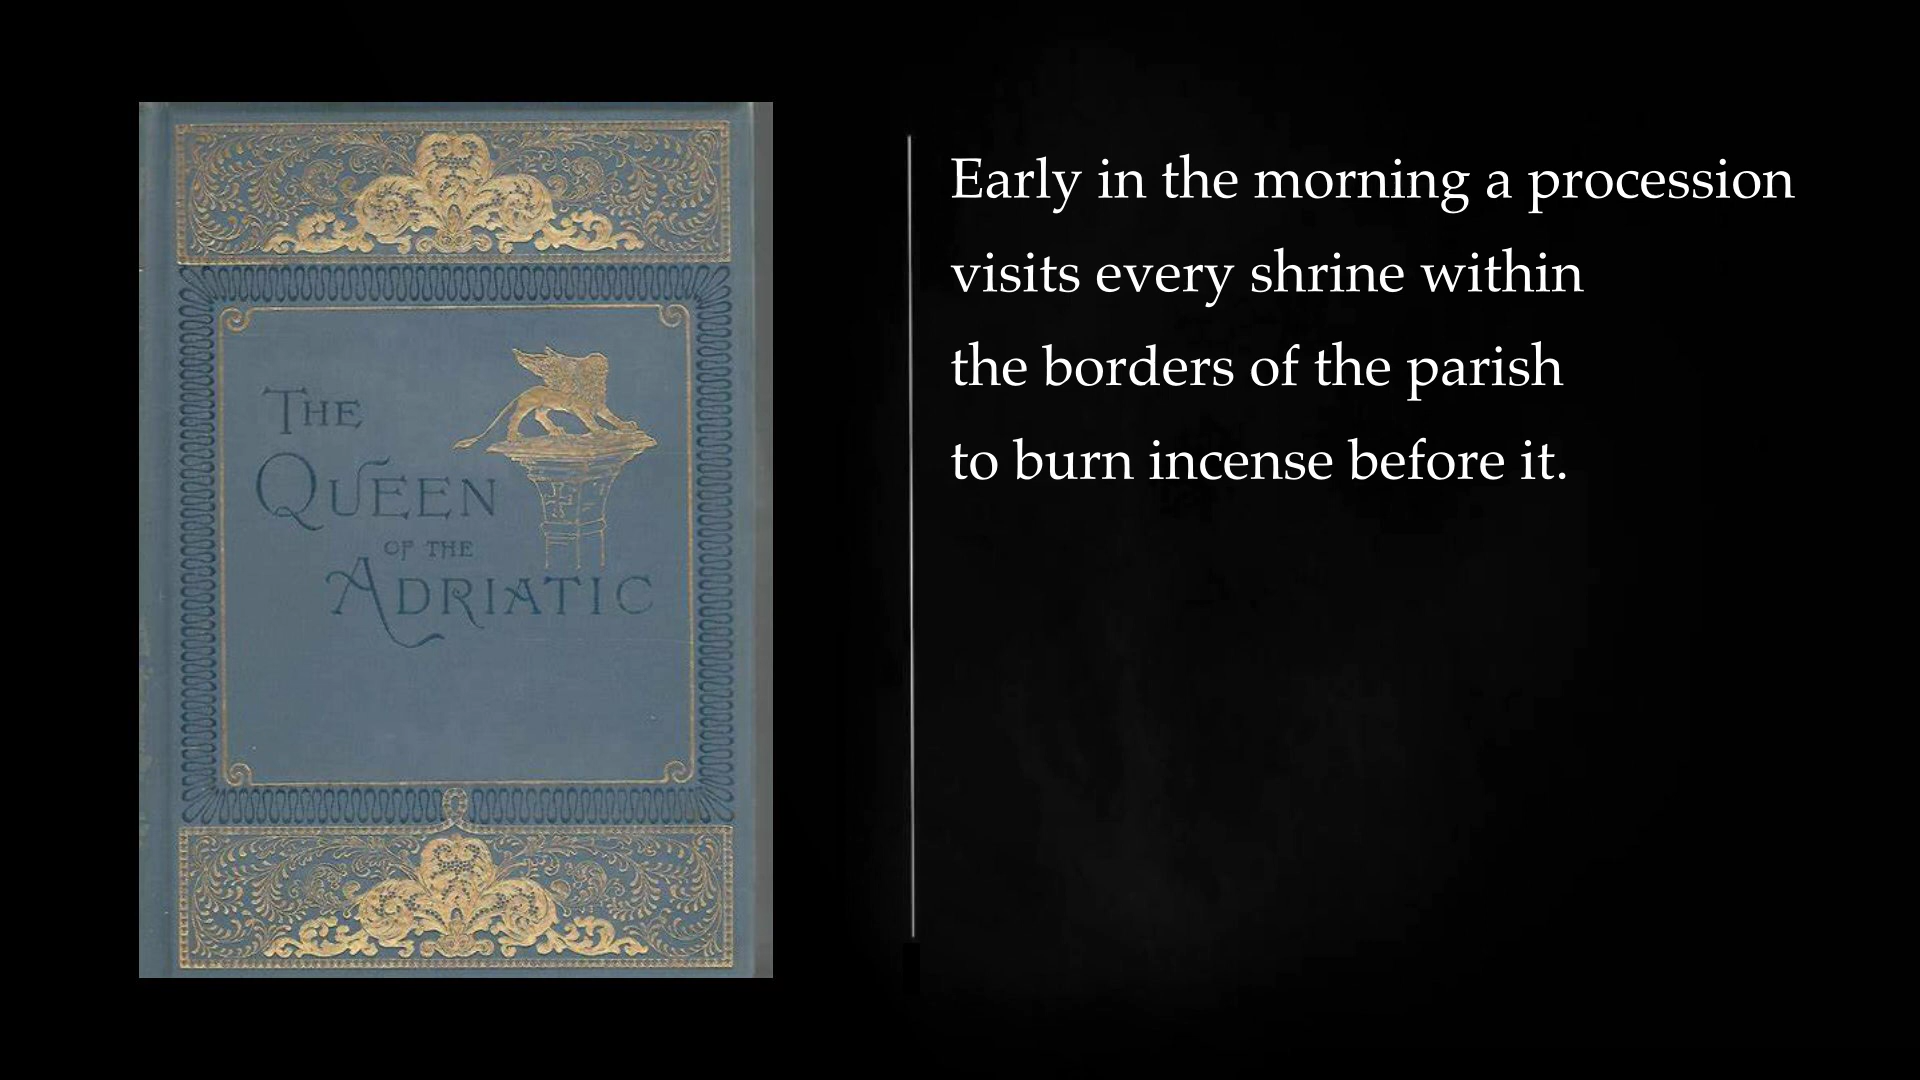 THE
QUEEN
OF THE
ADRIATIC
Early in the morning a procession
visits every shrine within
the borders of the parish
to burn incense before it.